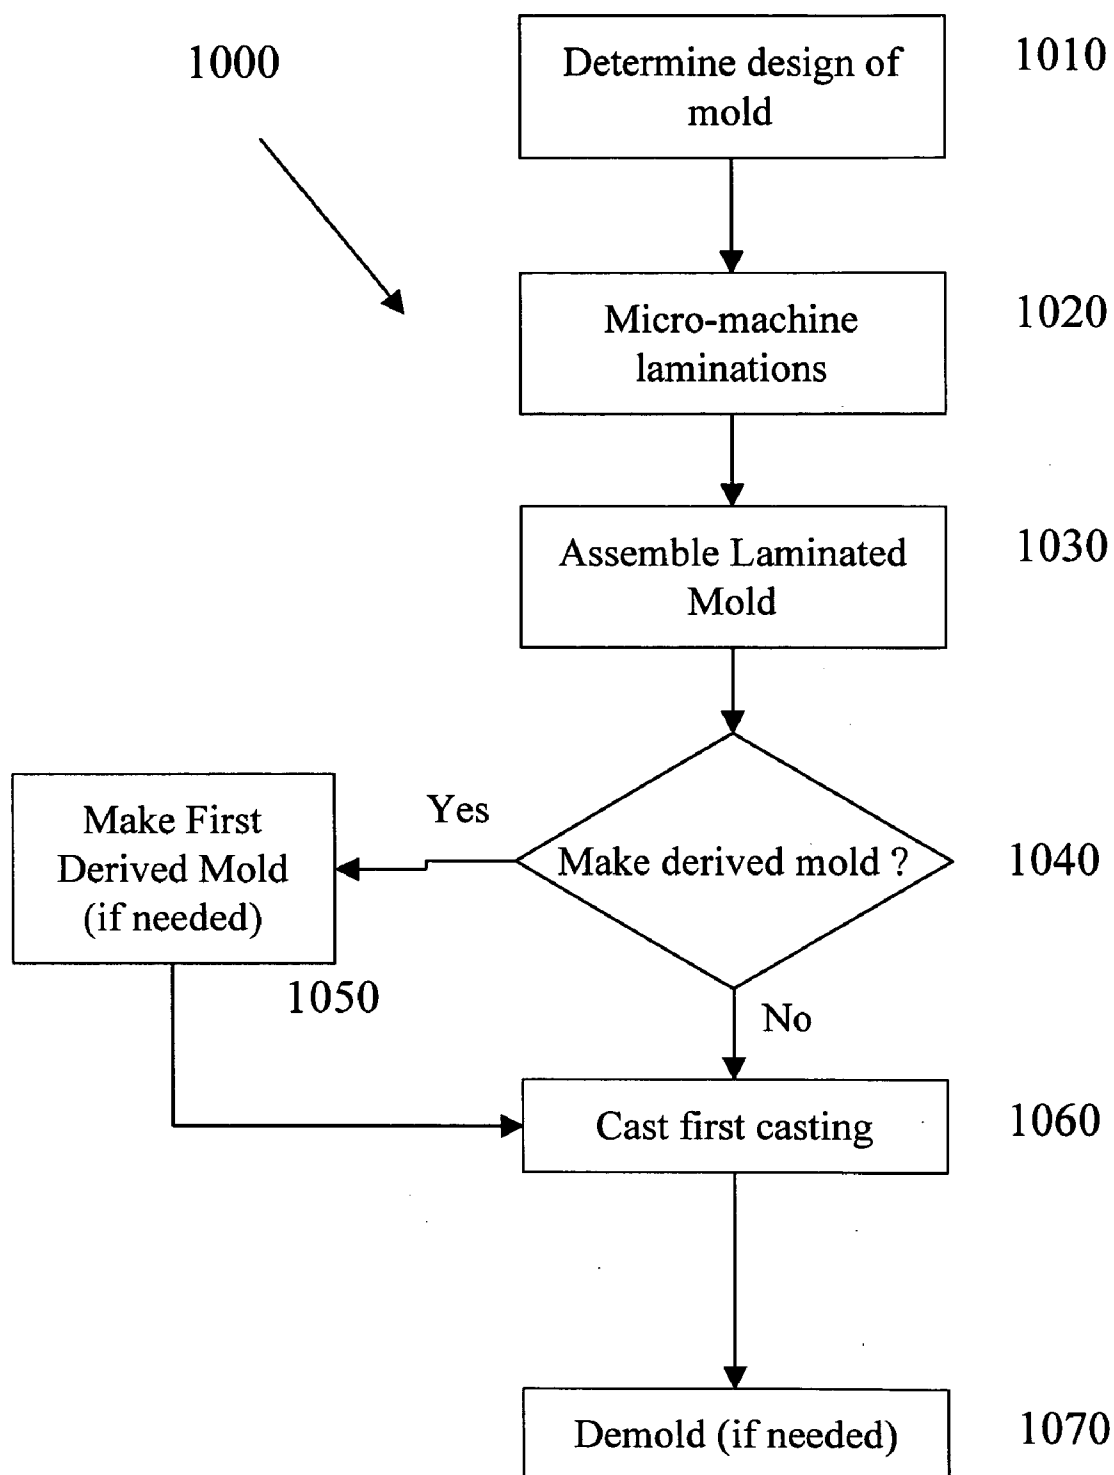 1000
Determine design of
mold
1010
Micro-machine
laminations
1020
Assemble Laminated
Mold
1030
Make derived mold ?
1040
Yes
Make First
Derived Mold
(if needed)
1050
No
Cast first casting
1060
Demold (if needed)
1070